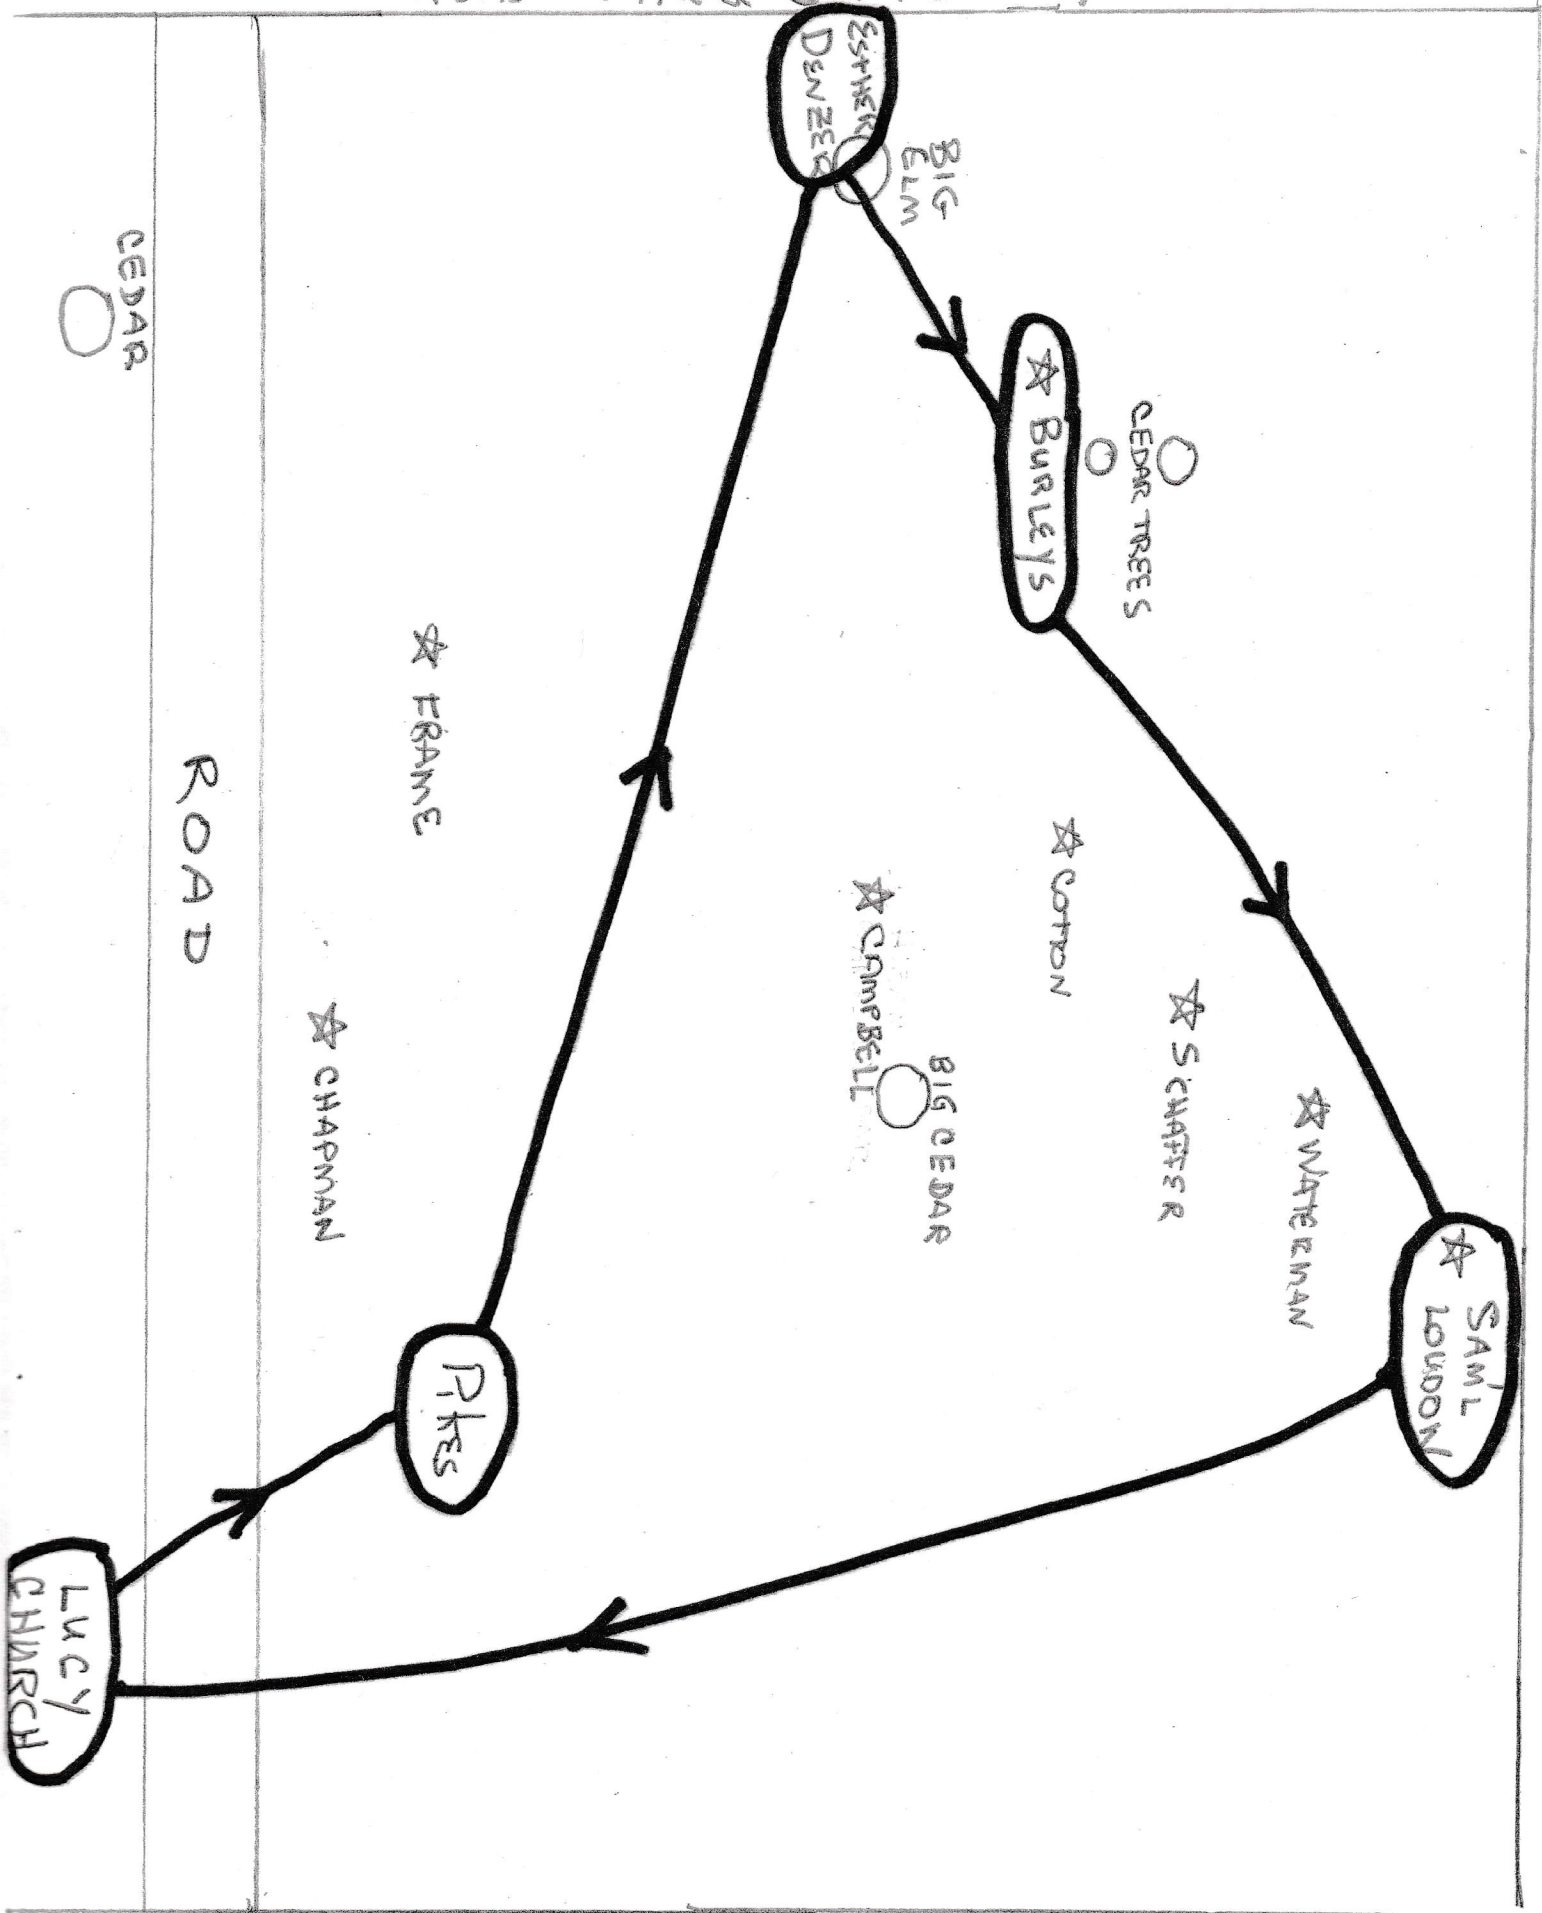 ESTHER
DENZER
BIG
ELM
☆ BURLEYS
CEDAR TREES
☆ SAM'L
LOUDON
☆ WATERMAN
☆ SCHAFFER
☆ COTTON
BIG CEDAR
☆ CAMPBELL
PIKES
☆ FRAME
☆ CHAPMAN
ROAD
CEDAR
LUCY
CHURCH